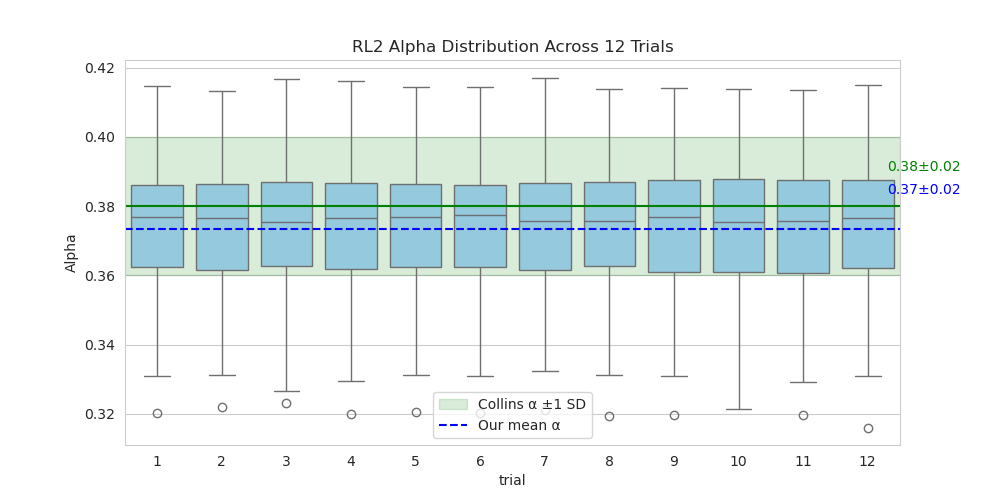 RL2 Alpha Distribution Across 12 Trials
0.42
0.40
0.38
0.36
0.34
0.32
Alpha
0.38±0.02
0.37±0.02
Collins α ±1 SD
Our mean α
1 2 3 4 5 6 7 8 9 10 11 12
trial